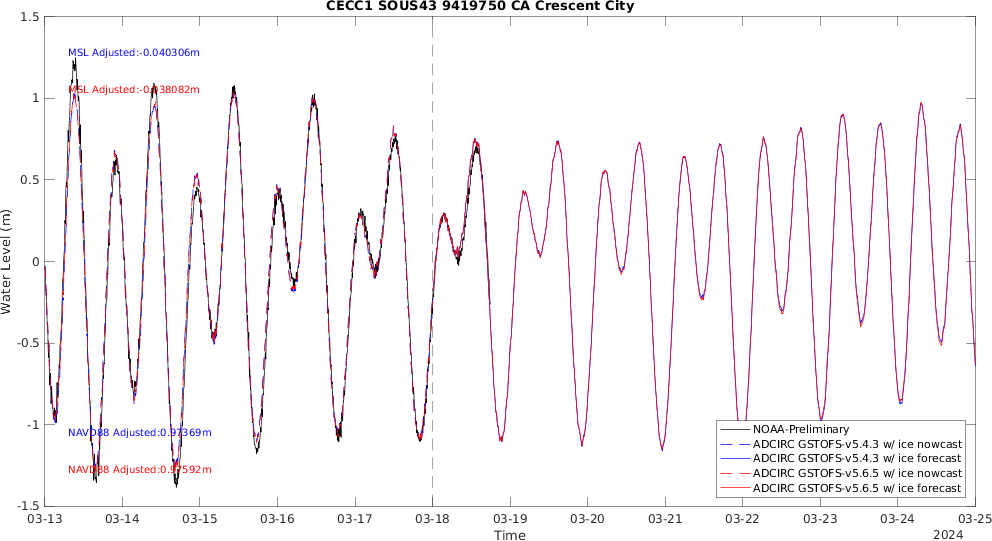 CECC1 SOUS43 9419750 CA Crescent City
1.5
1
0.5
0
-0.5
-1
-1.5
Water Level (m)
MSL Adjusted:-0.040306m
MSL Adjusted:-0.038082m
NAVD88 Adjusted:0.97369m
NAVD88 Adjusted:0.97592m
NOAA-Preliminary
ADCIRC GSTOFS-v5.4.3 w/ ice nowcast
ADCIRC GSTOFS-v5.4.3 w/ ice forecast
ADCIRC GSTOFS-v5.6.5 w/ ice nowcast
ADCIRC GSTOFS-v5.6.5 w/ ice forecast
03-13 03-14 03-15 03-16 03-17 03-18 03-19 03-20 03-21 03-22 03-23 03-24 03-25
Time
2024